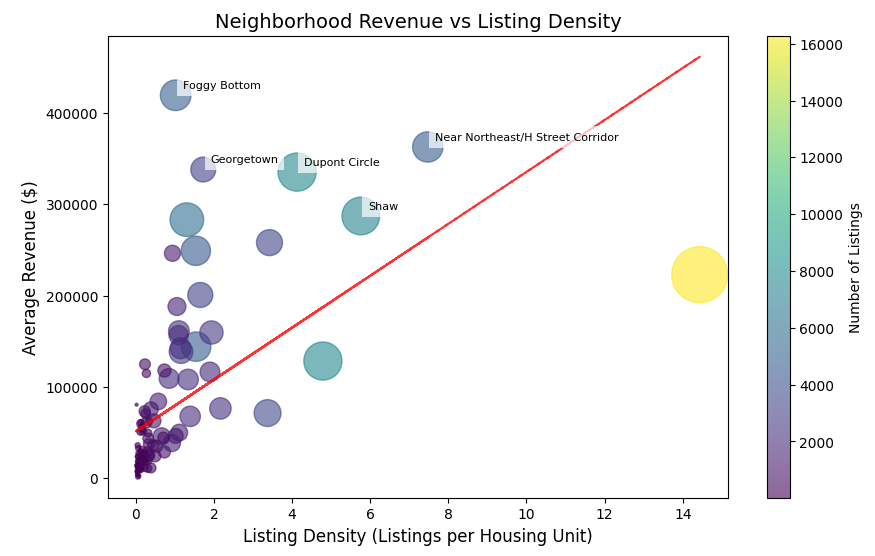 Neighborhood Revenue vs Listing Density
Average Revenue ($)
400000
300000
200000
100000
0
Foggy Bottom
Georgetown
Dupont Circle
Near Northeast/H Street Corridor
Shaw
0 2 4 6 8 10 12 14
Listing Density (Listings per Housing Unit)
16000
14000
12000
10000
8000
6000
4000
2000
Number of Listings